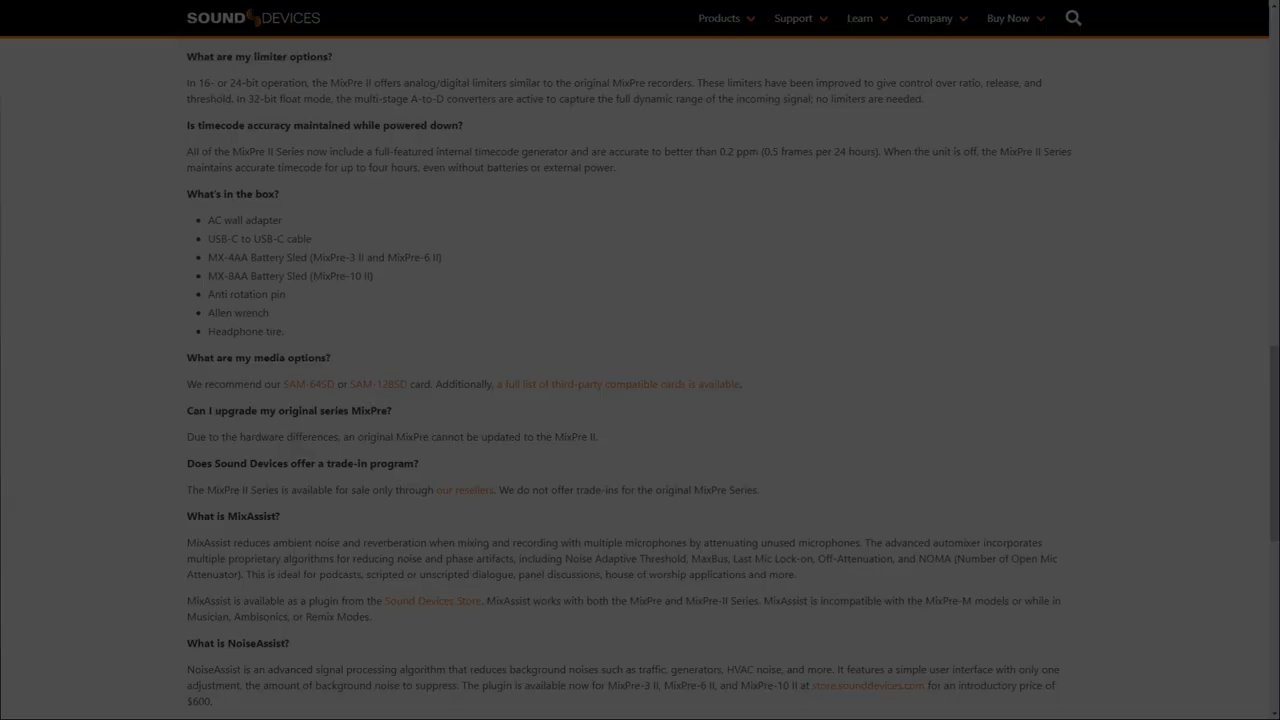 SOUND DEVICES
Products Support Learn Company Buy Now
What are my limiter options?
In 16- or 24-bit operation, the MixPre II offers analog/digital limiters similar to the original MixPre recorders. These limiters have been improved to give control over ratio, release, and
threshold. In 32-bit float mode, the multi-stage A-to-D converters are active to capture the full dynamic range of the incoming signal; no limiters are needed.
Is timecode accuracy maintained while powered down?
All of the MixPre II Series now include a full-featured internal timecode generator and are accurate to better than 0.2 ppm (0.5 frames per 24 hours). When the unit is off, the MixPre II Series
maintains accurate timecode for up to four hours, even without batteries or external power.
What's in the box?
• AC wall adapter
• USB-C to USB-C cable
• MX-4AA Battery Sled (MixPre-3 II and MixPre-6 II)
• MX-8AA Battery Sled (MixPre-10 II)
• Anti rotation pin
• Allen wrench
• Headphone tire.
What are my media options?
We recommend our SAM-64SD or SAM-128SD card. Additionally, a full list of third-party compatible cards is available.
Can I upgrade my original series MixPre?
Due to the hardware differences, an original MixPre cannot be updated to the MixPre II.
Does Sound Devices offer a trade-in program?
The MixPre II Series is available for sale only through our resellers. We do not offer trade-ins for the original MixPre Series.
What is MixAssist?
MixAssist reduces ambient noise and reverberation when mixing and recording with multiple microphones by attenuating unused microphones. The advanced automixer incorporates
multiple proprietary algorithms for reducing noise and phase artifacts, including Noise Adaptive Threshold, MaxBus, Last Mic Lock-on, Off-Attenuation, and NOMA (Number of Open Mic
Attenuator). This is ideal for podcasts, scripted or unscripted dialogue, panel discussions, house of worship applications and more.
MixAssist is available as a plugin from the Sound Devices Store. MixAssist works with both the MixPre and MixPre-II Series. MixAssist is incompatible with the MixPre-M models or while in
Musician, Ambisonics, or Remix Modes.
What is NoiseAssist?
NoiseAssist is an advanced signal processing algorithm that reduces background noises such as traffic, generators, HVAC noise, and more. It features a simple user interface with only one
adjustment, the amount of background noise to suppress. The plugin is available now for MixPre-3 II, MixPre-6 II, and MixPre-10 II at store.sounddevices.com for an introductory price of
$600.